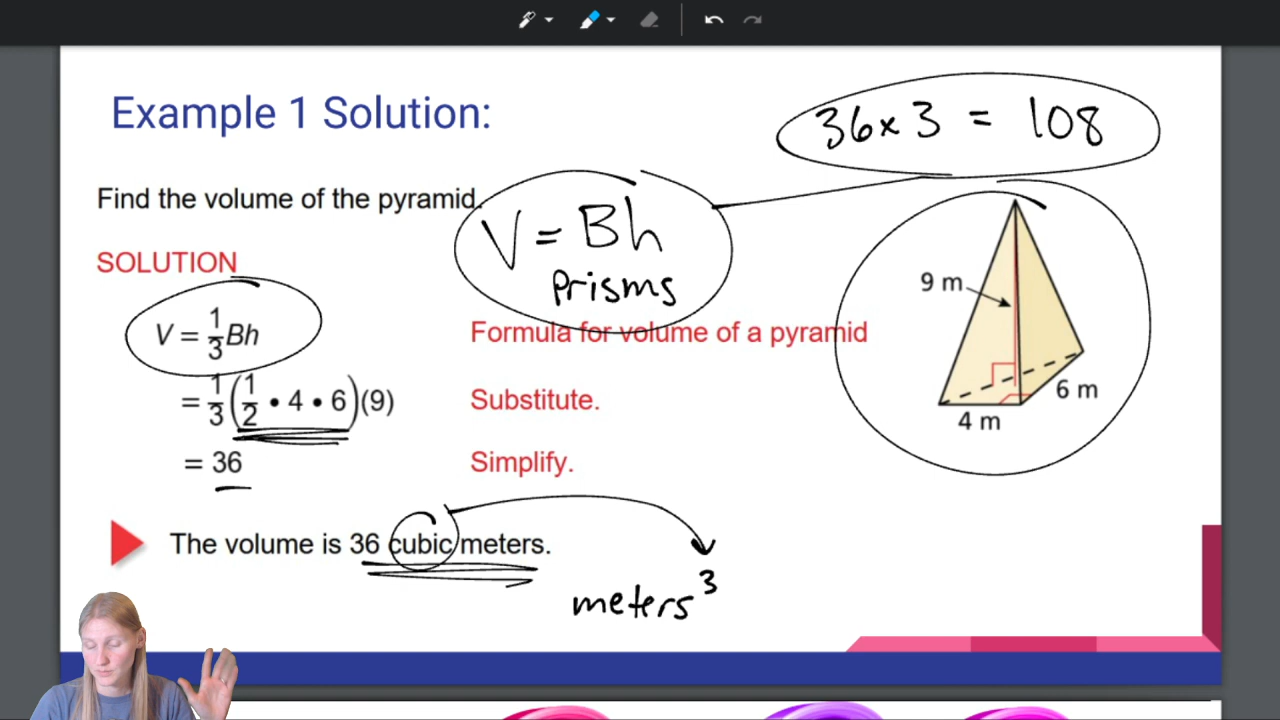 Example 1 Solution:
36 x 3 = 108
Find the volume of the pyramid.
V = Bh
Prisms
SOLUTION
V = 1/3 Bh
Formula for volume of a pyramid
= 1/3 (1/2 • 4 • 6)(9)
Substitute.
= 36
Simplify.
9 m
6 m
4 m
The volume is 36 cubic meters.
meters³